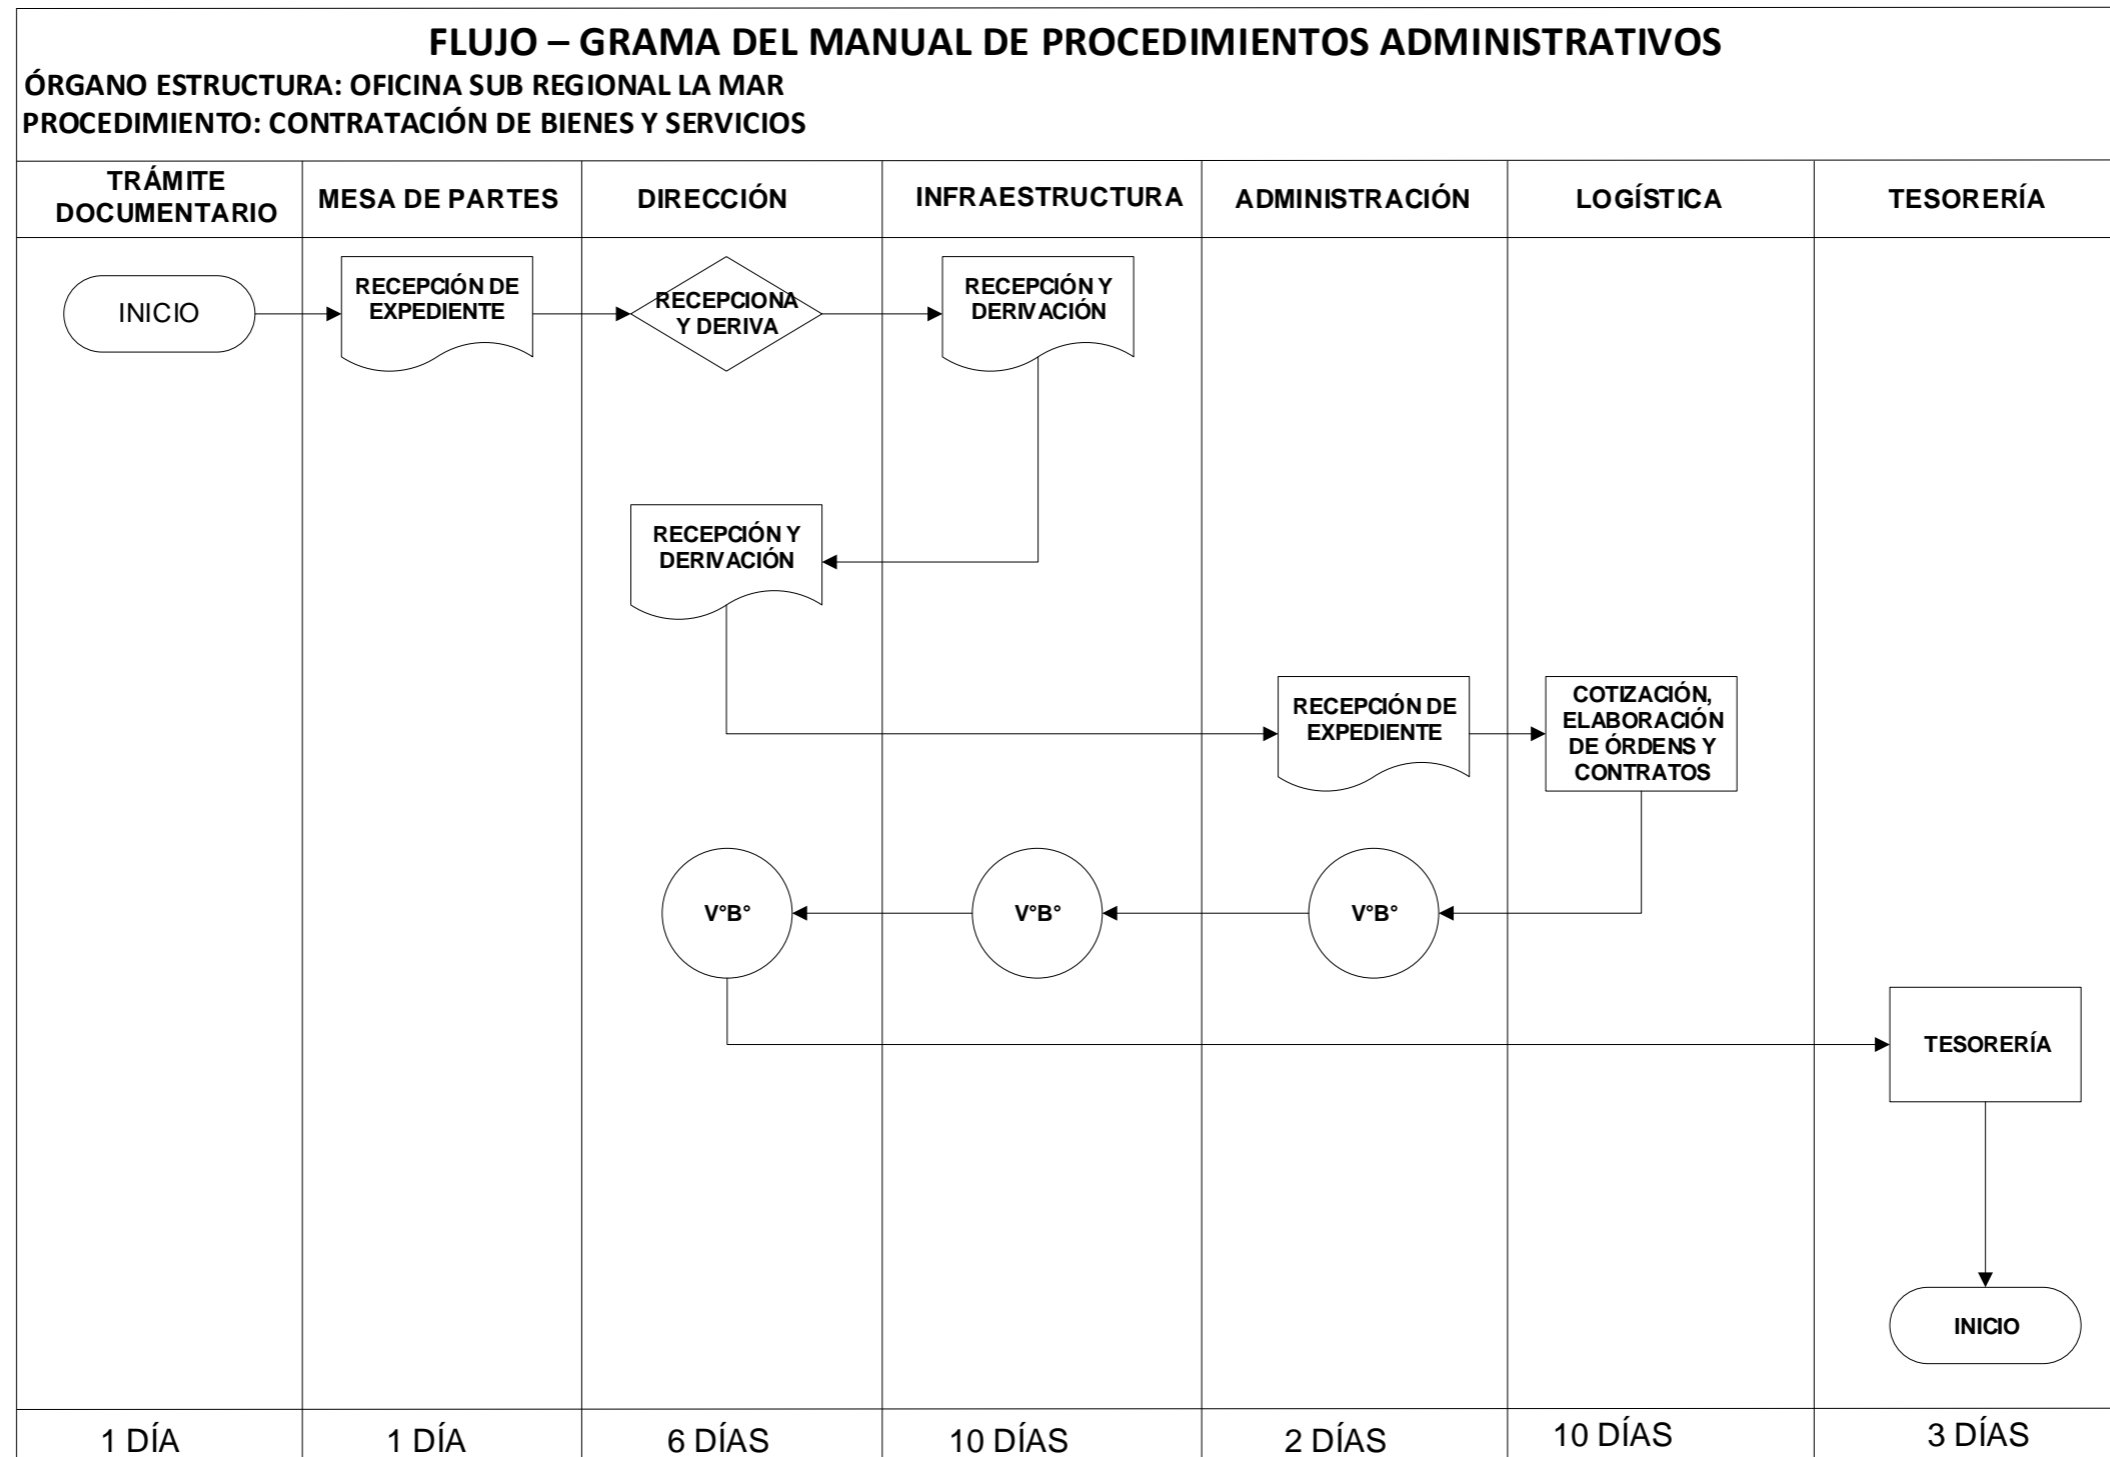 FLUJO – GRAMA DEL MANUAL DE PROCEDIMIENTOS ADMINISTRATIVOS
ÓRGANO ESTRUCTURA: OFICINA SUB REGIONAL LA MAR
PROCEDIMIENTO: CONTRATACIÓN DE BIENES Y SERVICIOS
TRÁMITE
DOCUMENTARIO
MESA DE PARTES
DIRECCIÓN
INFRAESTRUCTURA
ADMINISTRACIÓN
LOGÍSTICA
TESORERÍA
INICIO
RECEPCIÓN DE
EXPEDIENTE
RECEPCIONA
Y DERIVA
RECEPCIÓN Y
DERIVACIÓN
RECEPCIÓN Y
DERIVACIÓN
RECEPCIÓN DE
EXPEDIENTE
COTIZACIÓN,
ELABORACIÓN
DE ÓRDENS Y
CONTRATOS
V°B°
V°B°
V°B°
TESORERÍA
INICIO
1 DÍA
1 DÍA
6 DÍAS
10 DÍAS
2 DÍAS
10 DÍAS
3 DÍAS